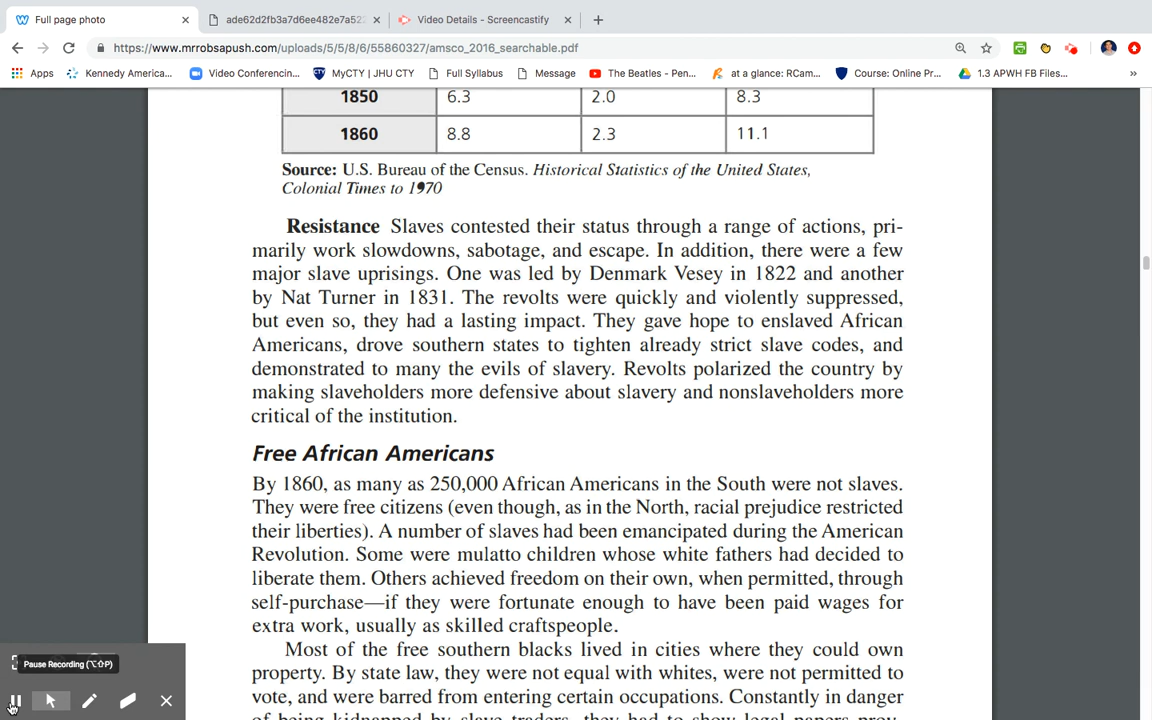 Full page photo
ade62d2fb3a7d6ee482e7a522
Video Details - Screencastify
https://www.mrrobsapush.com/uploads/5/5/8/6/55860327/amsco_2016_searchable.pdf
Apps
Kennedy America...
Video Conferencin...
MyCTY | JHU CTY
Full Syllabus
Message
The Beatles - Pen...
at a glance: RCam...
Course: Online Pr...
1.3 APWH FB Files...
1850 6.3 2.0 8.3
1860 8.8 2.3 11.1
Source: U.S. Bureau of the Census. Historical Statistics of the United States,
Colonial Times to 1970
Resistance Slaves contested their status through a range of actions, pri-
marily work slowdowns, sabotage, and escape. In addition, there were a few
major slave uprisings. One was led by Denmark Vesey in 1822 and another
by Nat Turner in 1831. The revolts were quickly and violently suppressed,
but even so, they had a lasting impact. They gave hope to enslaved African
Americans, drove southern states to tighten already strict slave codes, and
demonstrated to many the evils of slavery. Revolts polarized the country by
making slaveholders more defensive about slavery and nonslaveholders more
critical of the institution.
Free African Americans
By 1860, as many as 250,000 African Americans in the South were not slaves.
They were free citizens (even though, as in the North, racial prejudice restricted
their liberties). A number of slaves had been emancipated during the American
Revolution. Some were mulatto children whose white fathers had decided to
liberate them. Others achieved freedom on their own, when permitted, through
self-purchase—if they were fortunate enough to have been paid wages for
extra work, usually as skilled craftspeople.
Most of the free southern blacks lived in cities where they could own
property. By state law, they were not equal with whites, were not permitted to
vote, and were barred from entering certain occupations. Constantly in danger
of being kidnapped by slave traders, they had to show legal papers prov-
Pause Recording (⌥⇧P)